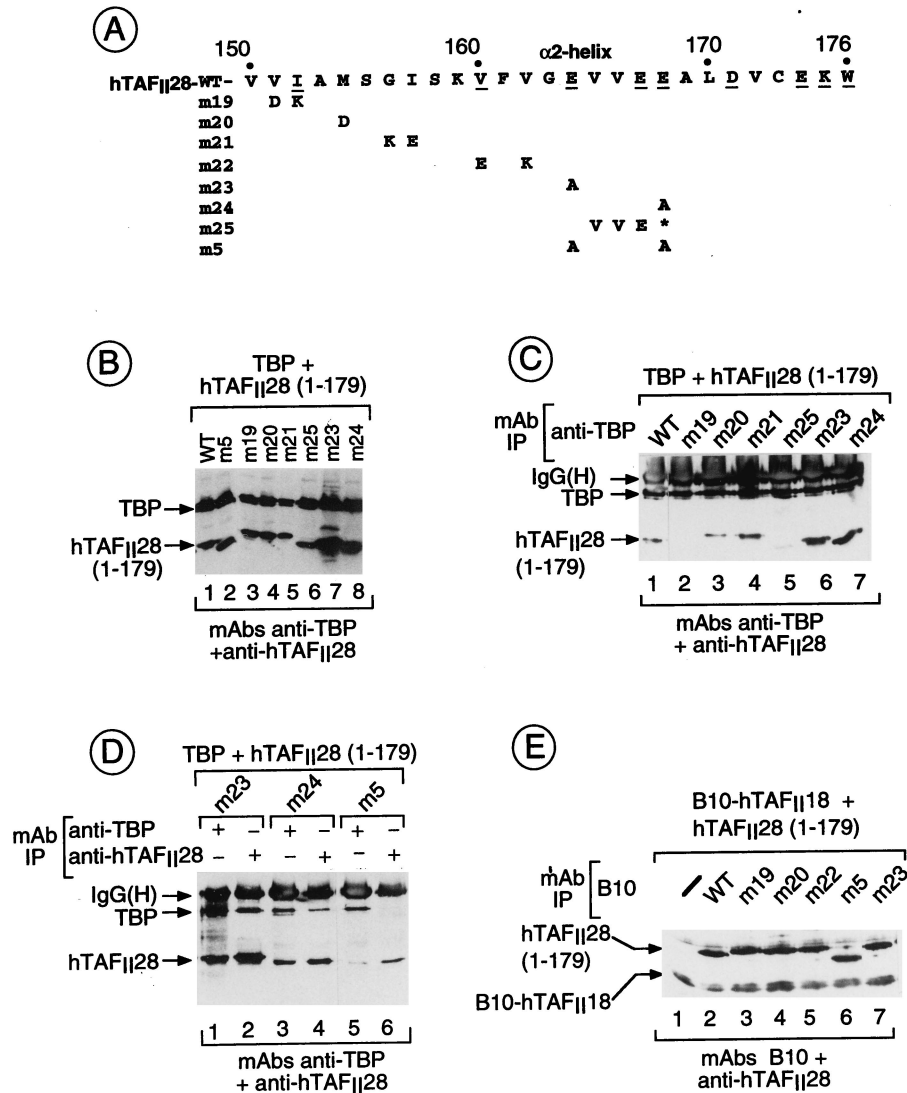 A
150 160 α2-helix 170 176
hTAFII28-WT- V V I A M S G I S K V F V G E V V E E A L D V C E K W
m19 D K
m20 D
m21 K E
m22 E K
m23 A
m24 A
m25 V V E *
m5 A A
B
TBP +
hTAFII28 (1-179)
WT m5 m19 m20 m21 m25 m23 m24
TBP
hTAFII28
(1-179)
1 2 3 4 5 6 7 8
mAbs anti-TBP
+anti-hTAFII28
C
TBP + hTAFII28 (1-179)
mAb
IP
anti-TBP
WT m19 m20 m21 m25 m23 m24
IgG(H)
TBP
hTAFII28
(1-179)
1 2 3 4 5 6 7
mAbs anti-TBP
+ anti-hTAFII28
D
TBP + hTAFII28 (1-179)
m23 m24 m5
mAb
IP
anti-TBP + – + – + –
anti-hTAFII28 – + – + – +
IgG(H)
TBP
hTAFII28
1 2 3 4 5 6
mAbs anti-TBP
+ anti-hTAFII28
E
B10-hTAFII18 +
hTAFII28 (1-179)
mAb
IP
B10
– WT m19 m20 m22 m5 m23
hTAFII28
(1-179)
B10-hTAFII18
1 2 3 4 5 6 7
mAbs B10 +
anti-hTAFII28